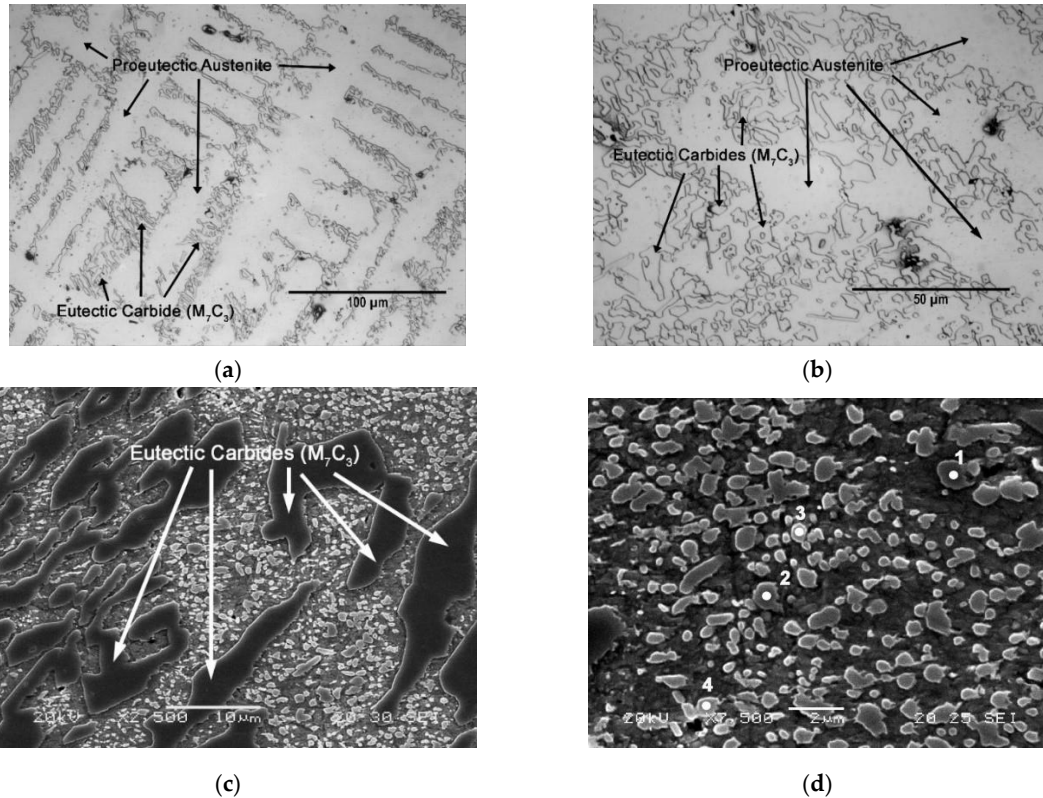 Proeutectic Austenite
100 µm
Eutectic Carbide (M₇C₃)
(a)
Proeutectic Austenite
Eutectic Carbides (M₇C₃)
50 µm
(b)
Eutectic Carbides (M₇C₃)
20kV X2,500 10µm 20 30 SEI
(c)
1
3
2
4
20kV X7,500 2µm 20 25 SEI
(d)